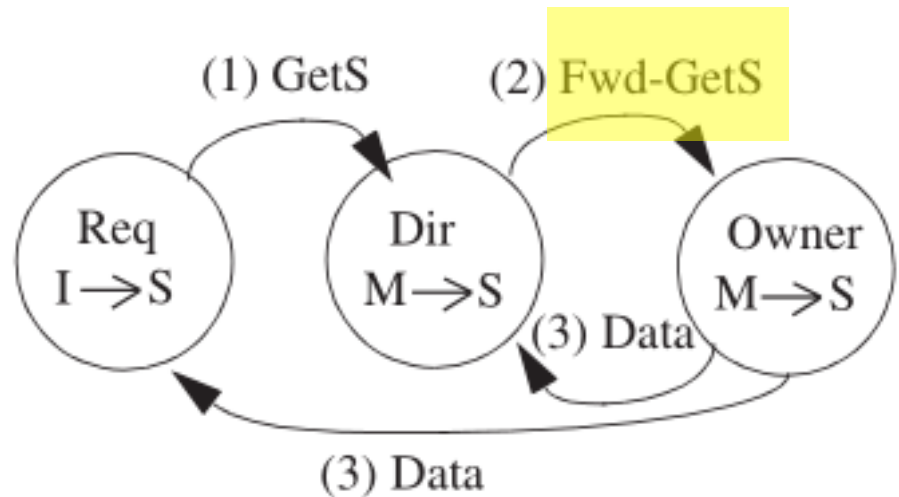 (1) GetS
(2) Fwd-GetS
Req
I→S
Dir
M→S
Owner
M→S
(3) Data
(3) Data